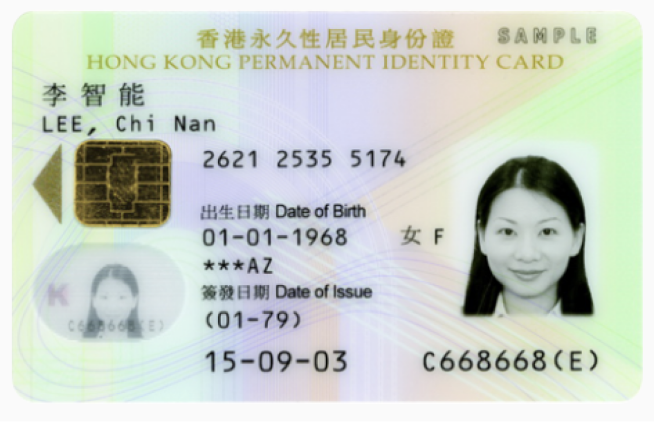 香港永久性居民身份證 SAMPLE
HONG KONG PERMANENT IDENTITY CARD
李智能
LEE, Chi Nan
2621 2535 5174
出生日期 Date of Birth
01-01-1968 女 F
***AZ
簽發日期 Date of Issue
(01-79)
15-09-03 C668668(E)
K
C668668(E)